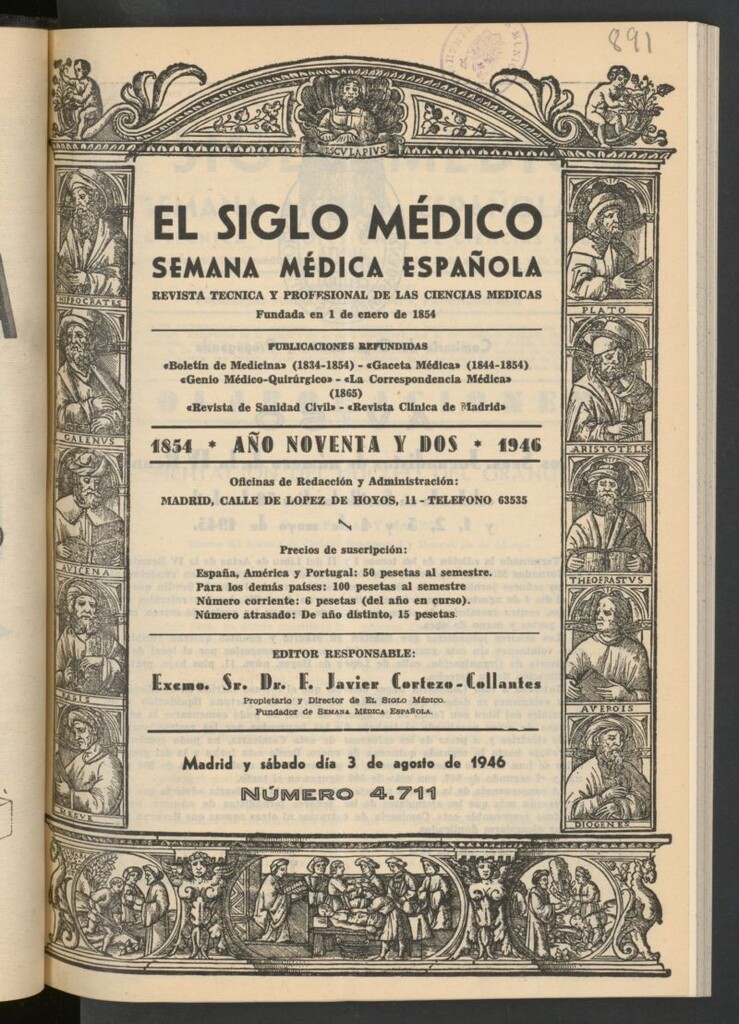 891
ESCVLAPIVS
EL SIGLO MÉDICO
SEMANA MÉDICA ESPAÑOLA
REVISTA TECNICA Y PROFESIONAL DE LAS CIENCIAS MEDICAS
Fundada en 1 de enero de 1854
PUBLICACIONES REFUNDIDAS
«Boletín de Medicina» (1834-1854) - «Gaceta Médica» (1844-1854)
«Genio Médico-Quirúrgico» - «La Correspondencia Médica»
(1865)
«Revista de Sanidad Civil» - «Revista Clínica de Madrid»
1854 * AÑO NOVENTA Y DOS * 1946
Oficinas de Redacción y Administración:
MADRID, CALLE DE LOPEZ DE HOYOS, 11 - TELEFONO 63535
Precios de suscripción:
España, América y Portugal: 50 pesetas al semestre.
Para los demás países: 100 pesetas al semestre
Número corriente: 6 pesetas (del año en curso).
Número atrasado: De año distinto, 15 pesetas.
EDITOR RESPONSABLE:
Excmo. Sr. Dr. F. Javier Cortezo-Collantes
Propietario y Director de EL SIGLO MÉDICO.
Fundador de SEMANA MÉDICA ESPAÑOLA.
Madrid y sábado día 3 de agosto de 1946
NÚMERO 4.711
HIPPOCRATES
GALENVS
AVICENA
RASIS
MESVE
PLATO
ARISTOTELES
THEOFRASTVS
AVEROIS
DIOGENES